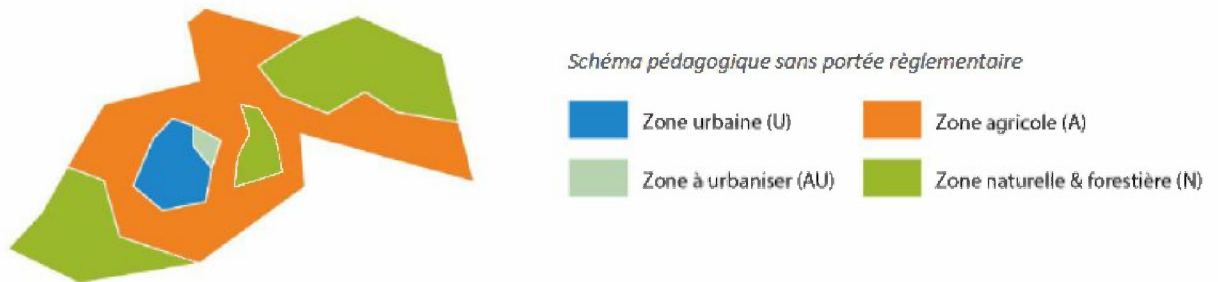 Schéma pédagogique sans portée règlementaire
Zone urbaine (U)
Zone agricole (A)
Zone à urbaniser (AU)
Zone naturelle & forestière (N)